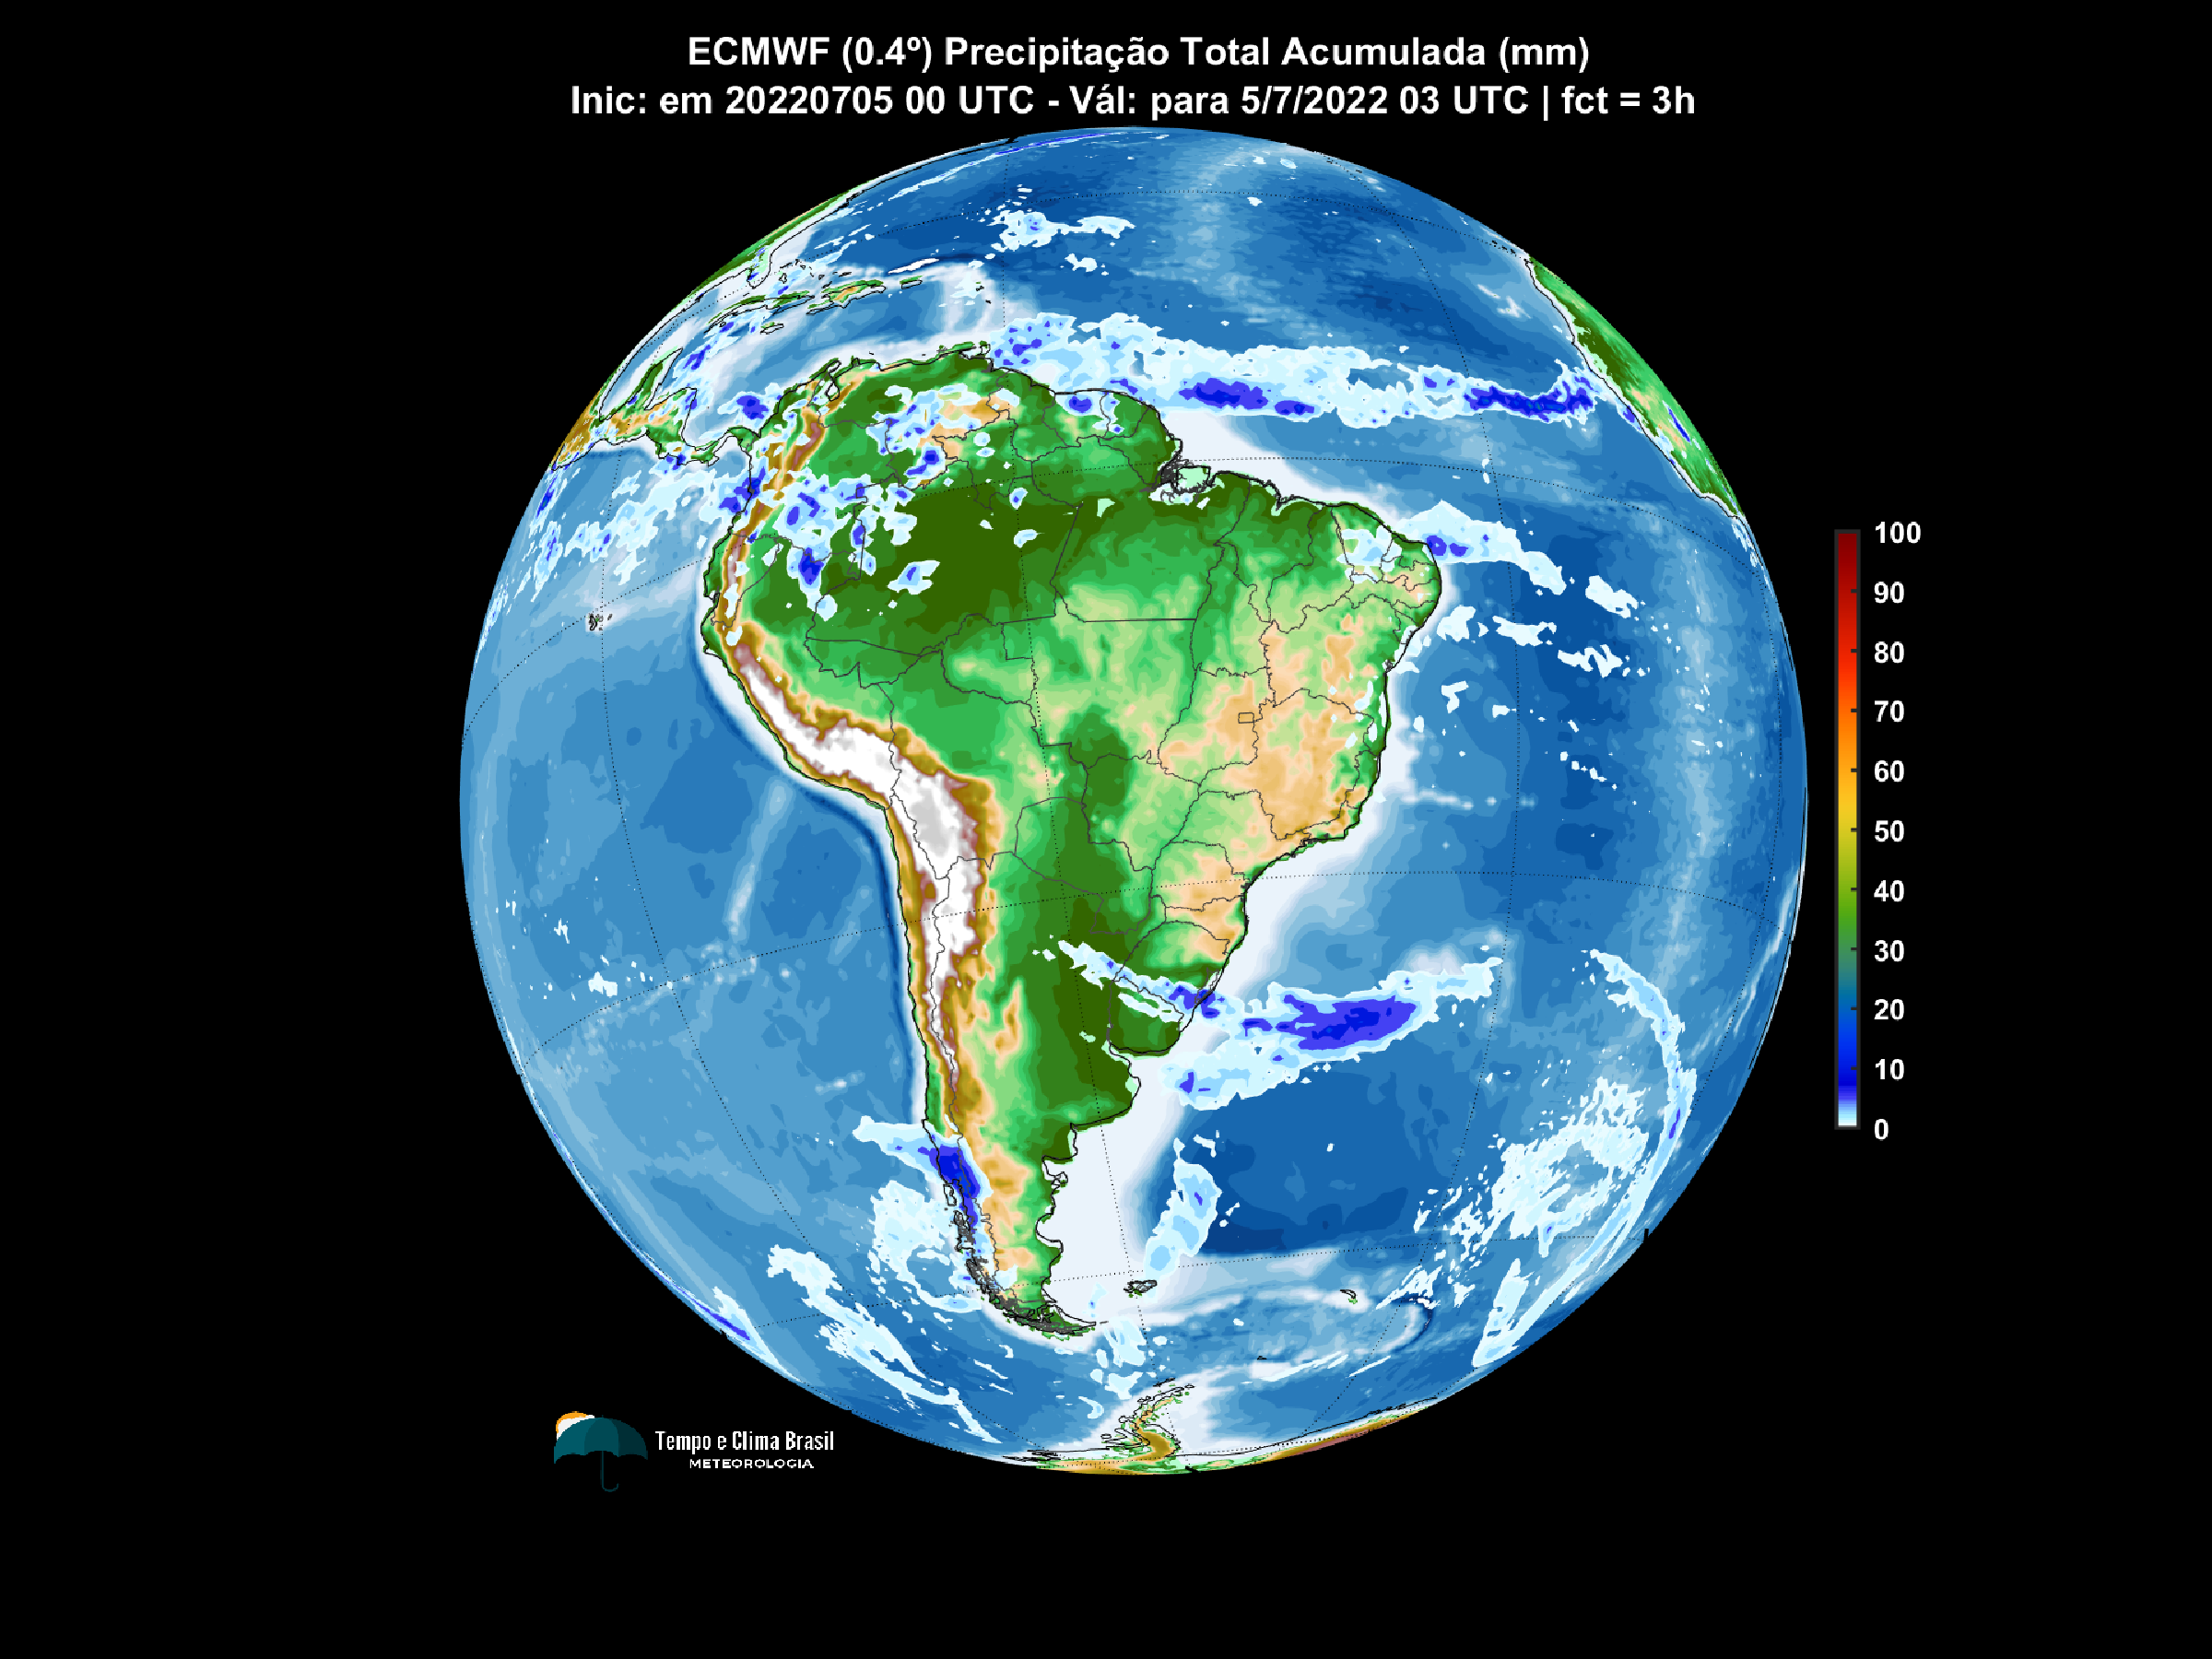 ECMWF (0.4º) Precipitação Total Acumulada (mm)
Inic: em 20220705 00 UTC - Vál: para 5/7/2022 03 UTC | fct = 3h
100
90
80
70
60
50
40
30
20
10
0
Tempo e Clima Brasil
METEOROLOGIA